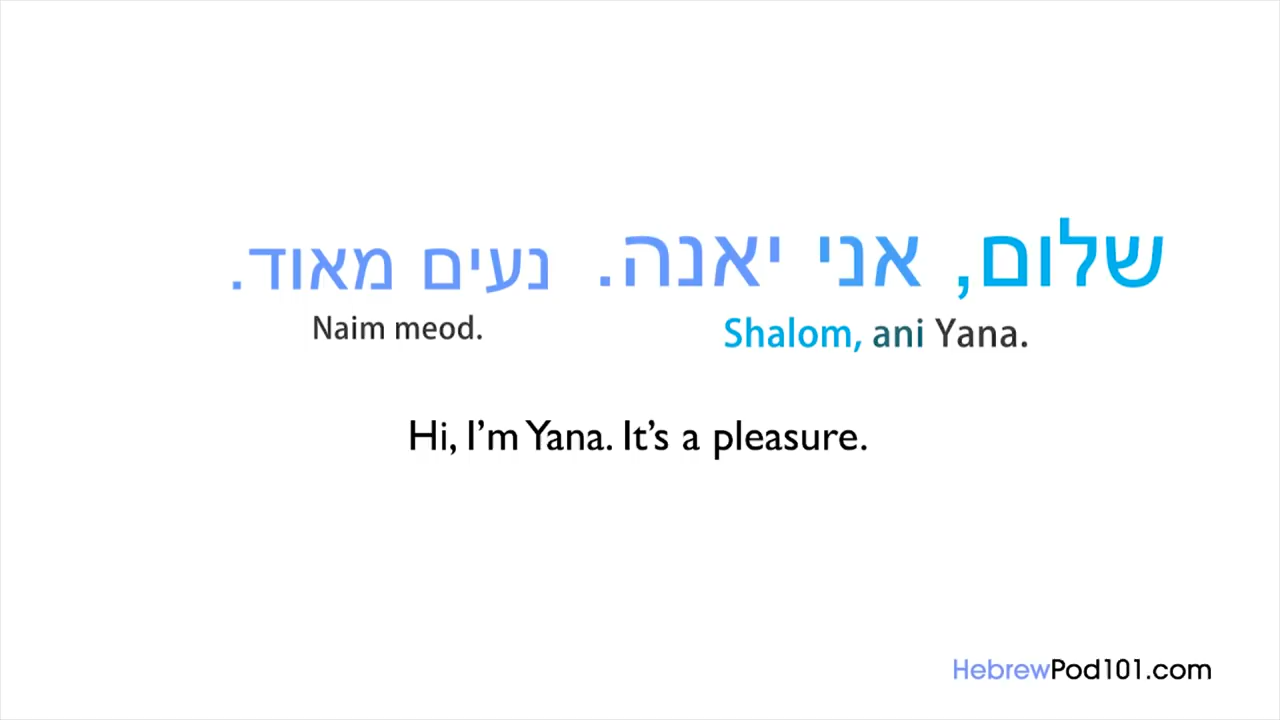 שלום, אני יאנה. נעים מאוד.
Shalom, ani Yana.
Naim meod.
Hi, I'm Yana. It's a pleasure.
HebrewPod101.com